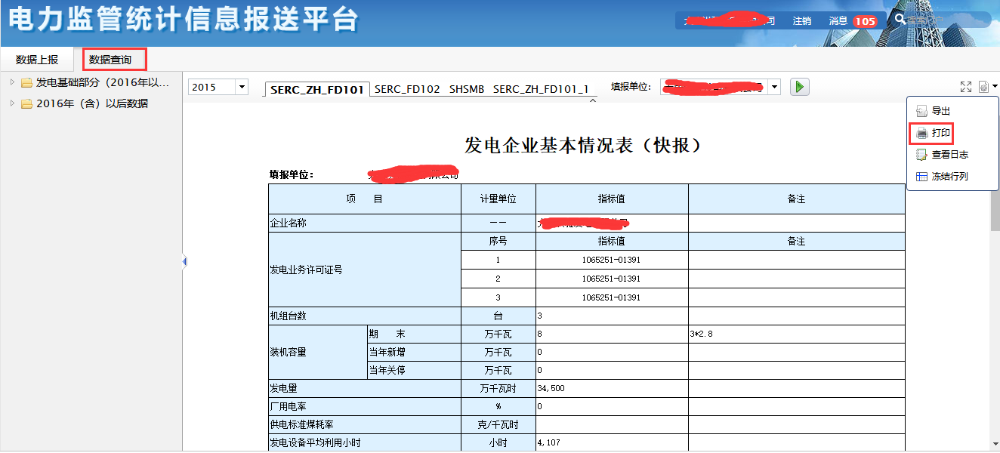 电力监管统计信息报送平台
注销 消息 105
数据上报 数据查询
发电基础部分（2016年以...
2016年（含）以后数据
2015 SERC_ZH_FD101 SERC_FD102 SHSMB SERC_ZH_FD101_1 填报单位:
导出
打印
查看日志
冻结行列
发电企业基本情况表（快报）
填报单位:
项 目 计量单位 指标值 备注
企业名称 ——
发电业务许可证号 序号 指标值 备注
1 1065251-01391
2 1065251-01391
3 1065251-01391
机组台数 台 3
装机容量 期 末 万千瓦 8 3*2.8
当年新增 万千瓦 0
当年关停 万千瓦 0
发电量 万千瓦时 34,500
厂用电率 % 0
供电标准煤耗率 克/千瓦时
发电设备平均利用小时 小时 4,107